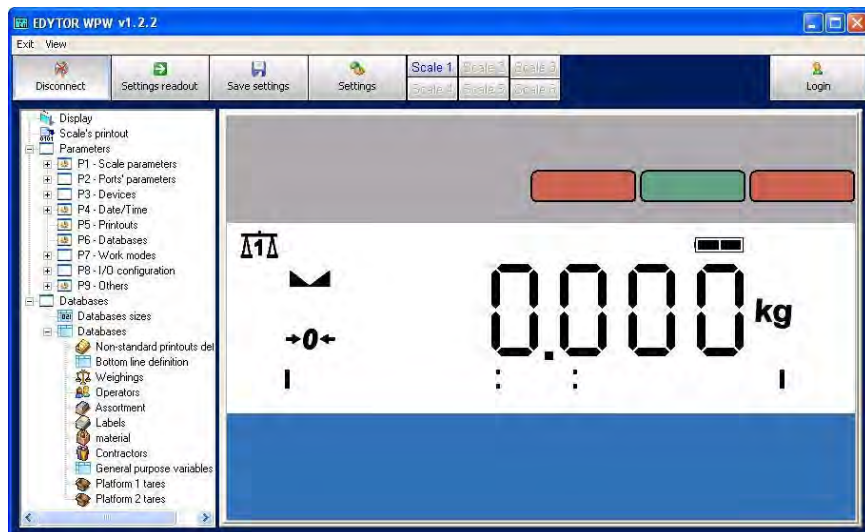 EDYTOR WPW v1.2.2
Exit View
Disconnect Settings readout Save settings Settings Login
Scale 1 Scale 2 Scale 3
Scale 4 Scale 5 Scale 6
Display
Scale's printout
Parameters
P1 - Scale parameters
P2 - Ports' parameters
P3 - Devices
P4 - Date/Time
P5 - Printouts
P6 - Databases
P7 - Work modes
P8 - I/O configuration
P9 - Others
Databases
Databases sizes
Databases
Non-standard printouts del
Bottom line definition
Weighings
Operators
Assortment
Labels
material
Contractors
General purpose variables
Platform 1 tares
Platform 2 tares
1
→0←
0.000 kg